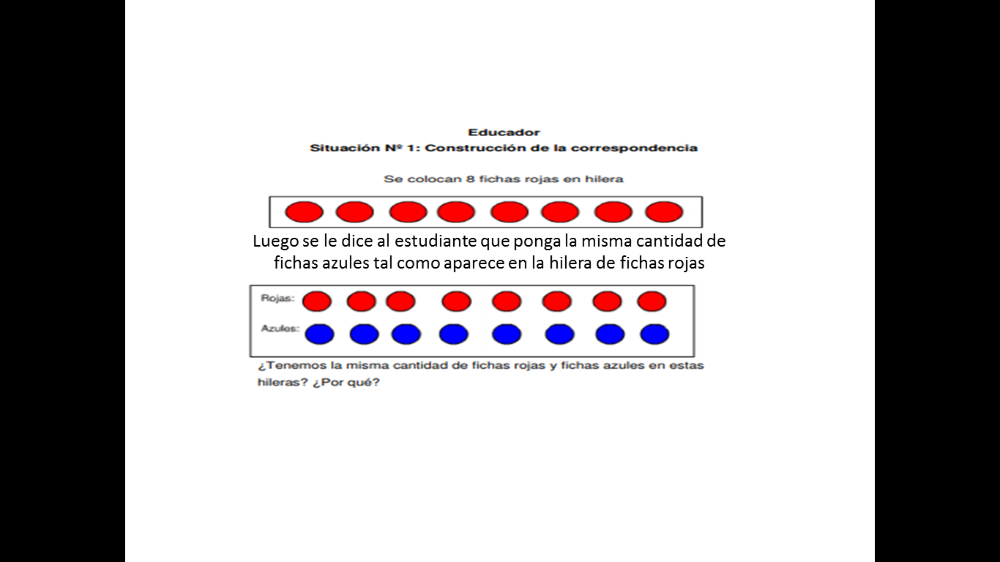 Educador
Situación Nº 1: Construcción de la correspondencia
Se colocan 8 fichas rojas en hilera
Luego se le dice al estudiante que ponga la misma cantidad de
fichas azules tal como aparece en la hilera de fichas rojas
Rojas:
Azules:
¿Tenemos la misma cantidad de fichas rojas y fichas azules en estas
hileras? ¿Por qué?